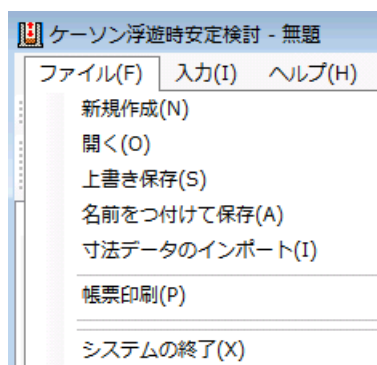 ケーソン浮遊時安定検討 - 無題
ファイル(F) 入力(I) ヘルプ(H)
新規作成(N)
開く(O)
上書き保存(S)
名前をつけて保存(A)
寸法データのインポート(I)
帳票印刷(P)
システムの終了(X)